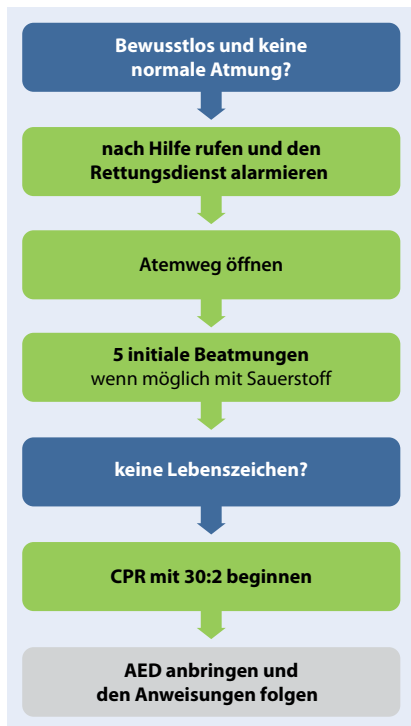 Bewusstlos und keine
normale Atmung?
nach Hilfe rufen und den
Rettungsdienst alarmieren
Atemweg öffnen
5 initiale Beatmungen
wenn möglich mit Sauerstoff
keine Lebenszeichen?
CPR mit 30:2 beginnen
AED anbringen und
den Anweisungen folgen